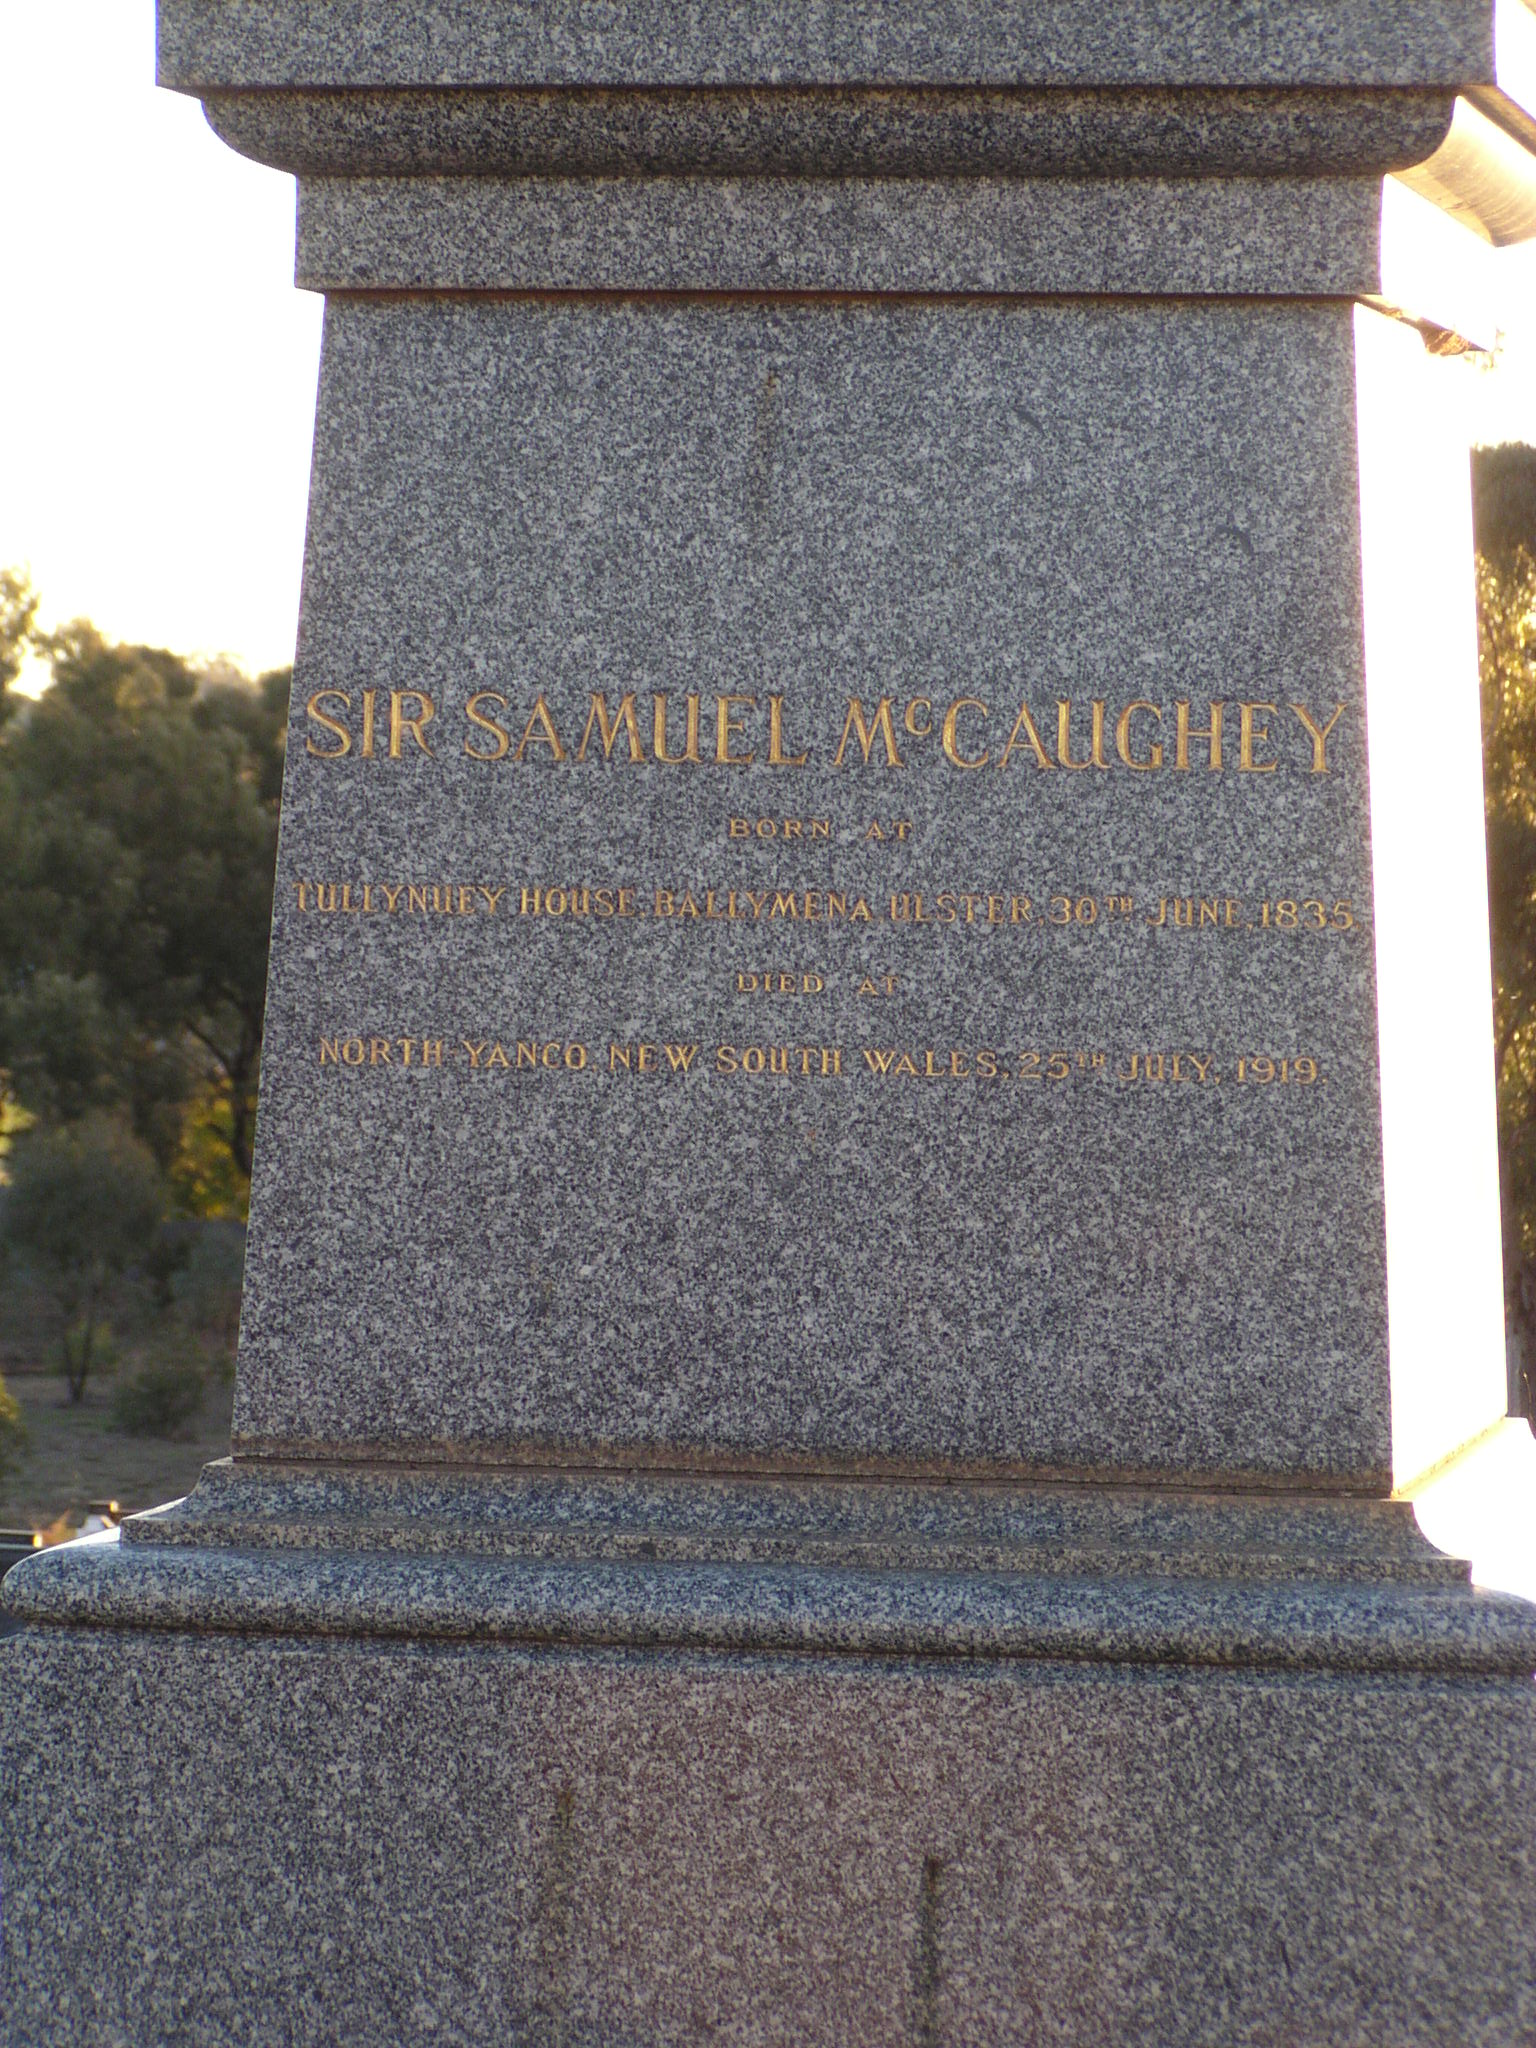 SIR SAMUEL McCAUGHEY
BORN AT
TULLYNUEY HOUSE, BALLYMENA ULSTER, 30TH JUNE, 1835.
DIED AT
NORTH YANCO, NEW SOUTH WALES, 25TH JULY, 1919.